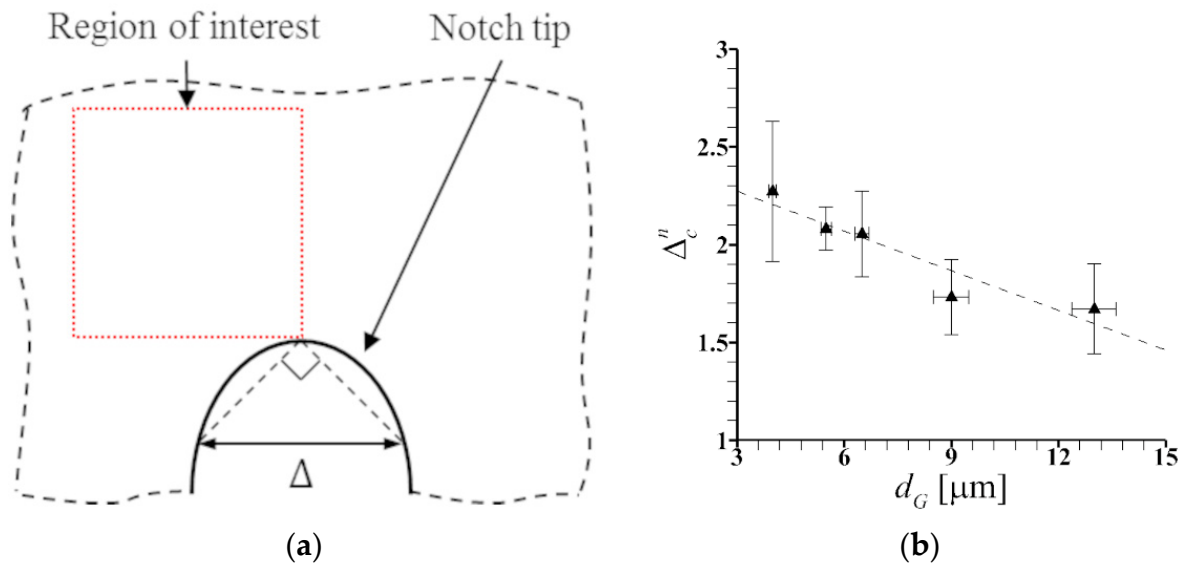 Region of interest
Notch tip
Δ
(a)
3
2.5
2
1.5
1
Δₙᶜ
3 6 9 12 15
d_G [μm]
(b)